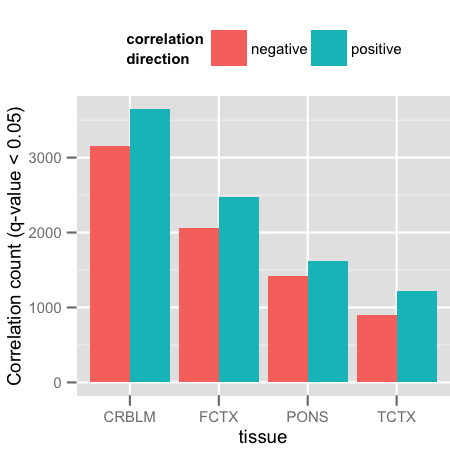 correlation
direction
negative
positive
Correlation count (q-value < 0.05)
3000
2000
1000
0
CRBLM
FCTX
PONS
TCTX
tissue